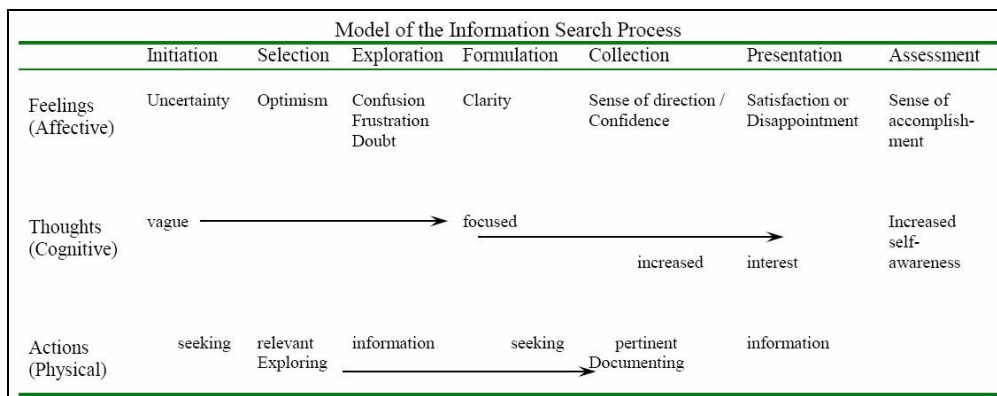 Model of the Information Search Process
Initiation Selection Exploration Formulation Collection Presentation Assessment
Feelings (Affective) Uncertainty Optimism Confusion Frustration Doubt Clarity Sense of direction / Confidence Satisfaction or Disappointment Sense of accomplish-ment
Thoughts (Cognitive) vague focused Increased self-awareness
increased interest
Actions (Physical) seeking relevant information seeking pertinent information
Exploring Documenting